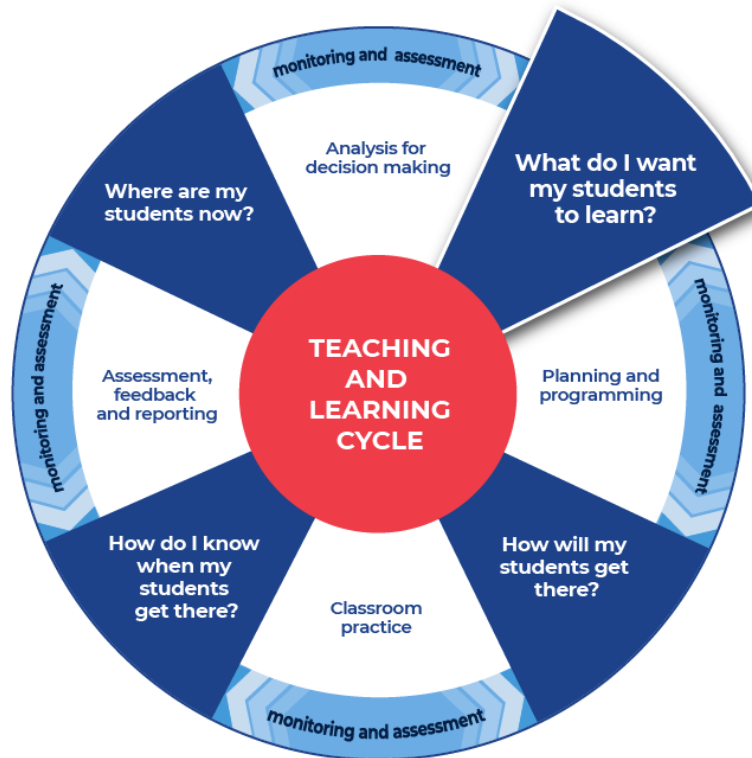 monitoring and assessment
Analysis for
decision making
What do I want
my students
to learn?
Where are my
students now?
monitoring and assessment
monitoring and assessment
TEACHING
AND
LEARNING
CYCLE
Assessment,
feedback
and reporting
Planning and
programming
How do I know
when my
students
get there?
How will my
students get
there?
Classroom
practice
monitoring and assessment